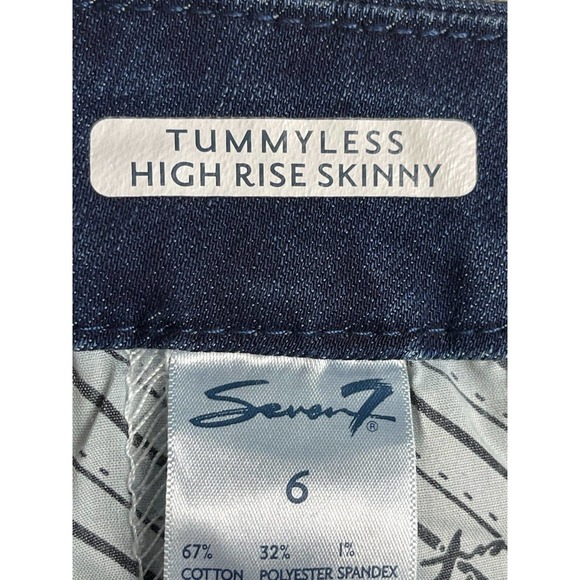 TUMMYLESS
HIGH RISE SKINNY
Seven7®
6
67% 32% 1%
COTTON POLYESTER SPANDEX